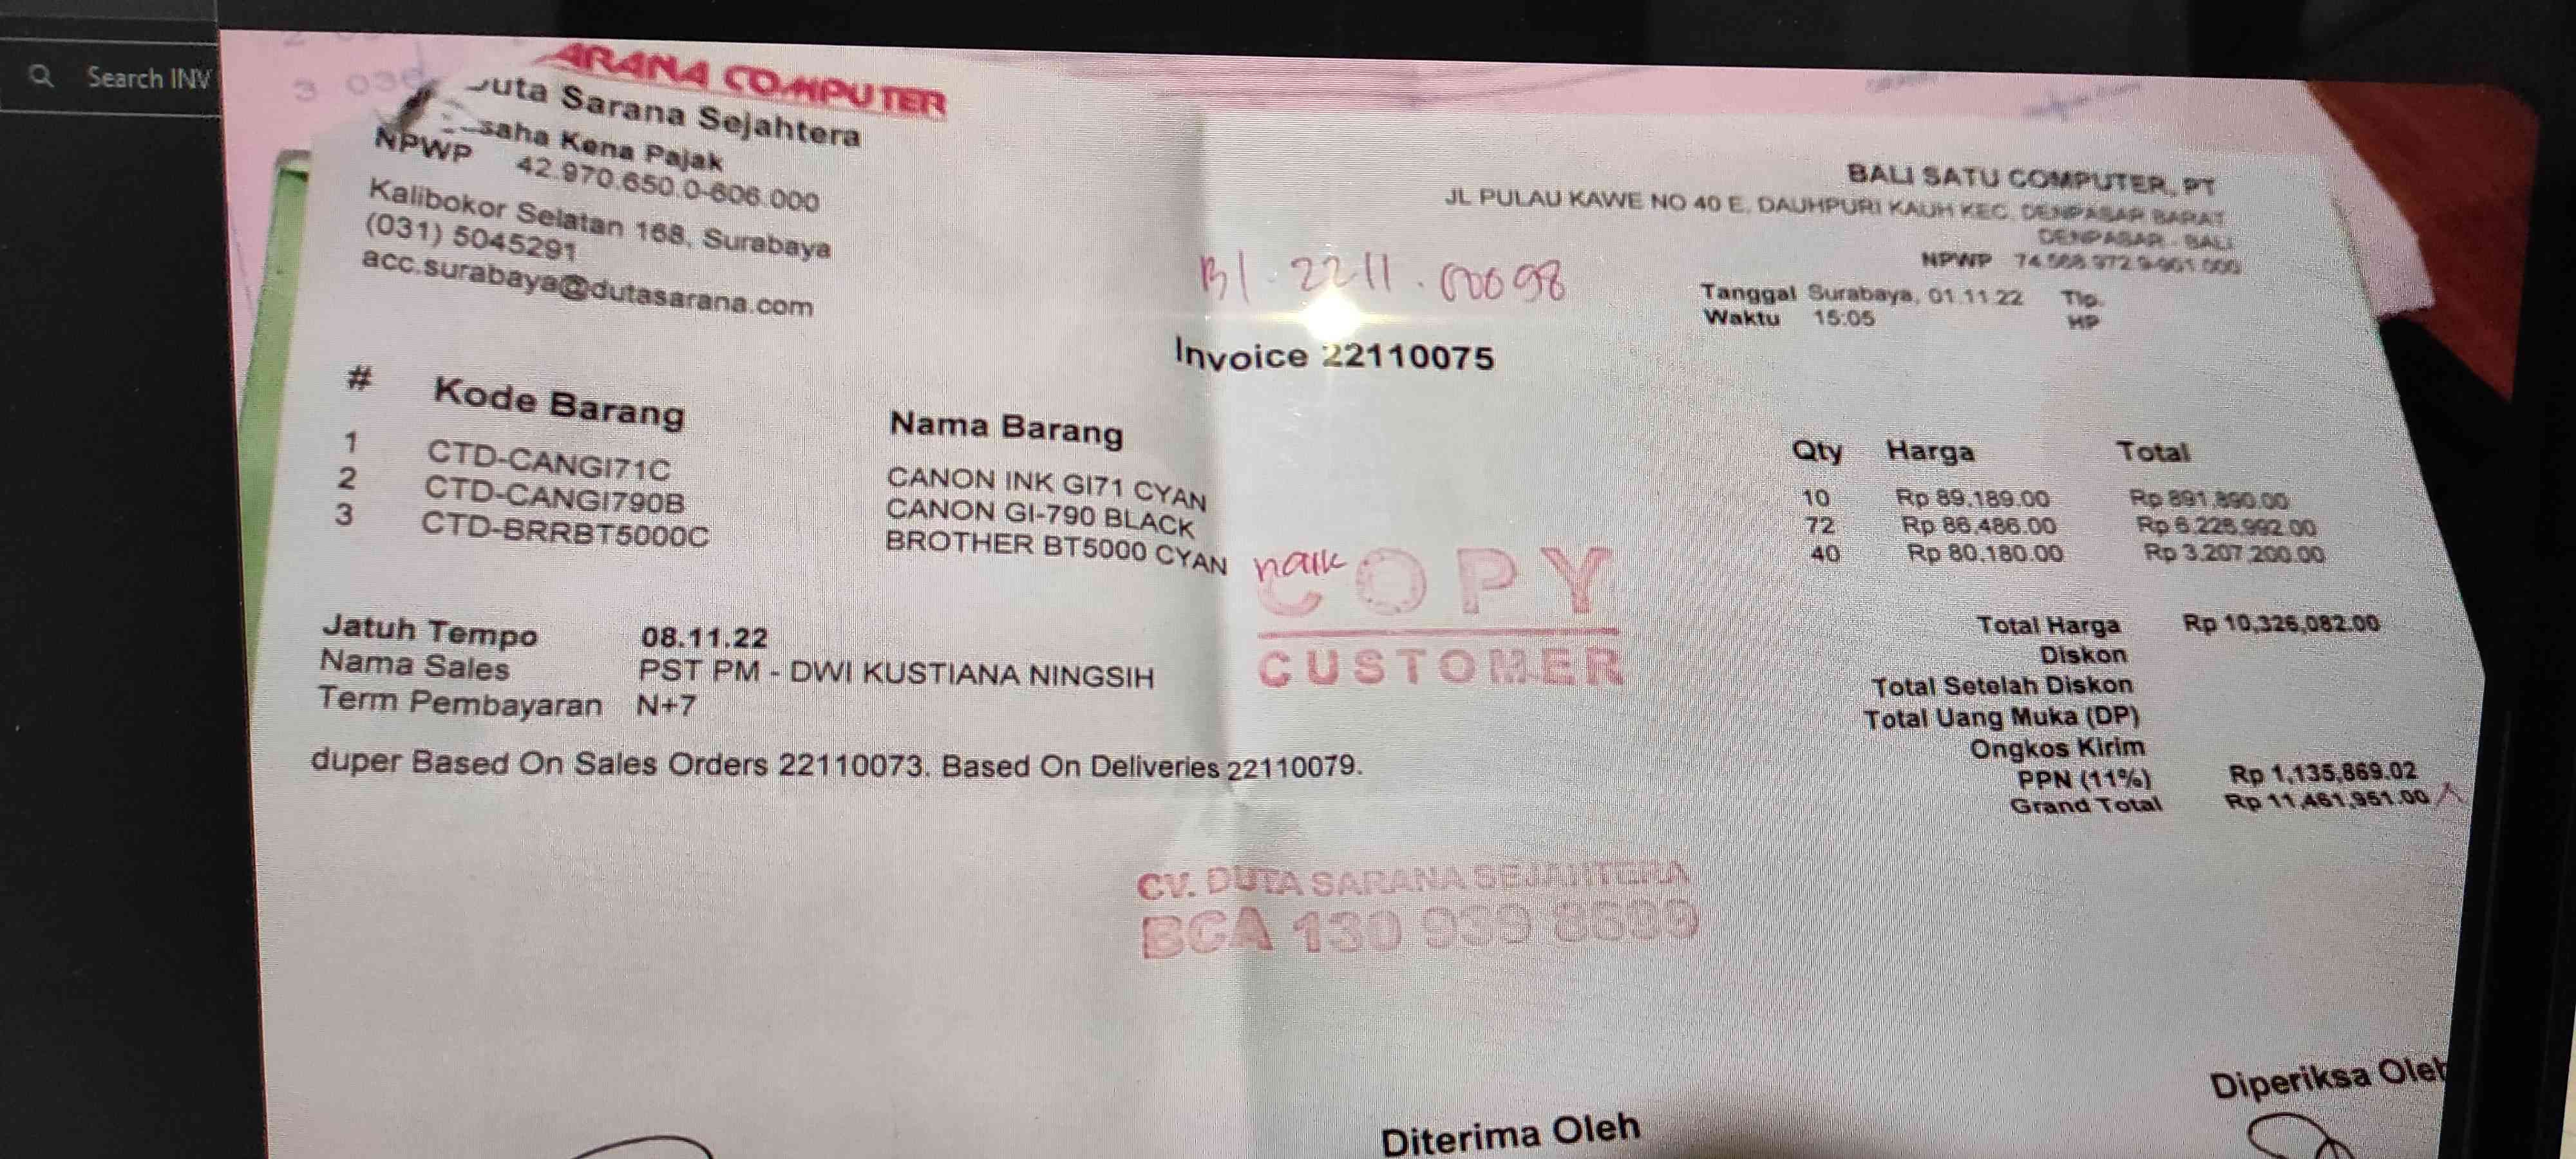 Search INV
ARANA COMPUTER
Duta Sarana Sejahtera
saha Kena Pajak
NPWP 42.970.650.0-606.000
Kalibokor Selatan 168, Surabaya
(031) 5045291
acc.surabaya@dutasarana.com
BALI SATU COMPUTER, PT
JL PULAU KAWE NO 40 E, DAUHPURI KAUH KEC. DENPASAR BARAT
DENPASAR - BALI
NPWP
Tanggal Surabaya, 01.11.22 Tlp.
Waktu 15:05 HP
BI.2211.00098
Invoice 22110075
# Kode Barang Nama Barang Qty Harga Total
1 CTD-CANGI71C CANON INK GI71 CYAN 10 Rp 89,189.00 Rp 891,890.00
2 CTD-CANGI790B CANON GI-790 BLACK 72 Rp 86,486.00 Rp 6,226,992.00
3 CTD-BRRBT5000C BROTHER BT5000 CYAN 40 Rp 80,180.00 Rp 3,207,200.00
naik
COPY
CUSTOMER
Jatuh Tempo 08.11.22
Nama Sales PST PM - DWI KUSTIANA NINGSIH
Term Pembayaran N+7
duper Based On Sales Orders 22110073. Based On Deliveries 22110079.
Total Harga Rp 10,326,082.00
Diskon
Total Setelah Diskon
Total Uang Muka (DP)
Ongkos Kirim
PPN (11%) Rp 1,135,869.02
Grand Total Rp 11,461,951.00
CV. DUTA SARANA SEJAHTERA
BCA 130 939 8699
Diterima Oleh
Diperiksa Oleh